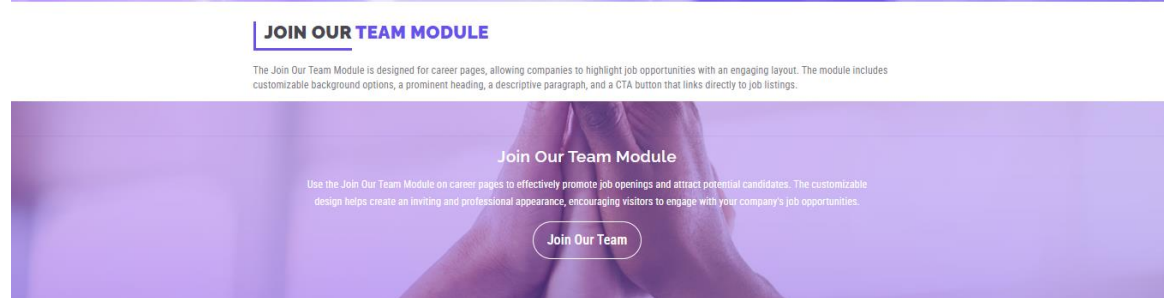 JOIN OUR TEAM MODULE
The Join Our Team Module is designed for career pages, allowing companies to highlight job opportunities with an engaging layout. The module includes
customizable background options, a prominent heading, a descriptive paragraph, and a CTA button that links directly to job listings.
Join Our Team Module
Use the Join Our Team Module on career pages to effectively promote job openings and attract potential candidates. The customizable
design helps create an inviting and professional appearance, encouraging visitors to engage with your company's job opportunities.
Join Our Team